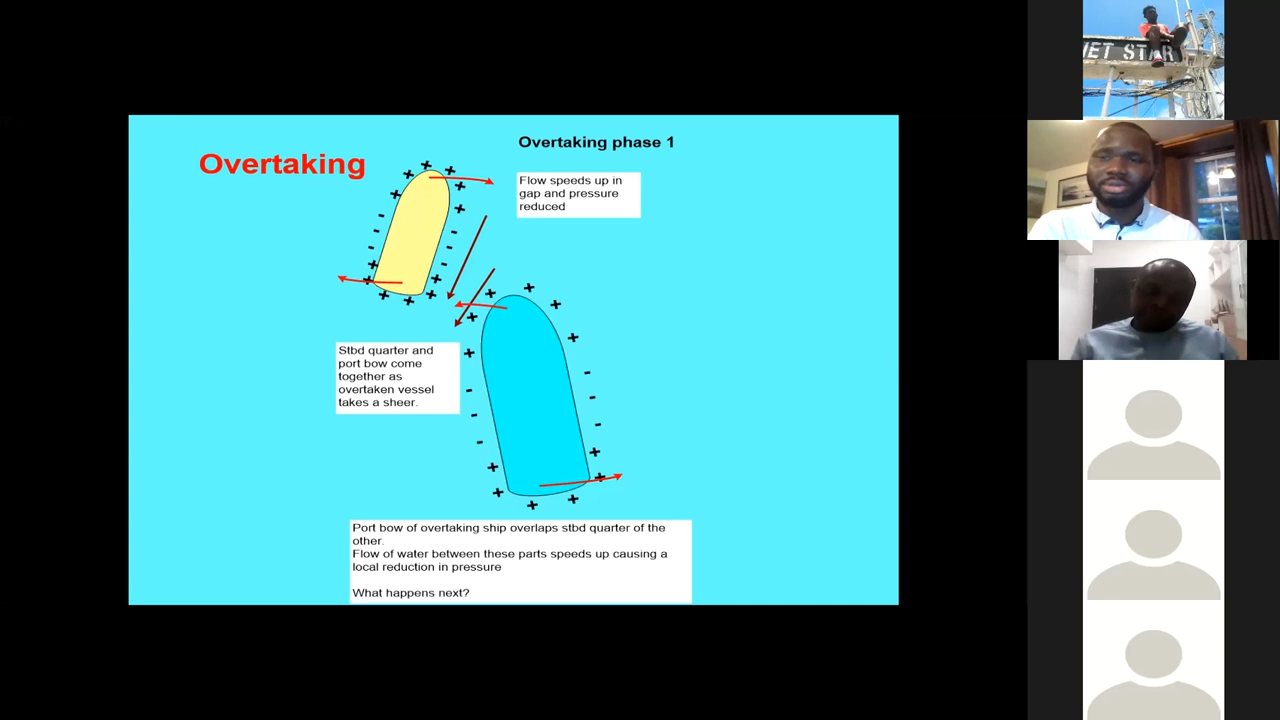 Overtaking
Overtaking phase 1
Flow speeds up in
gap and pressure
reduced
Stbd quarter and
port bow come
together as
overtaken vessel
takes a sheer.
Port bow of overtaking ship overlaps stbd quarter of the
other.
Flow of water between these parts speeds up causing a
local reduction in pressure
What happens next?
NET STAR